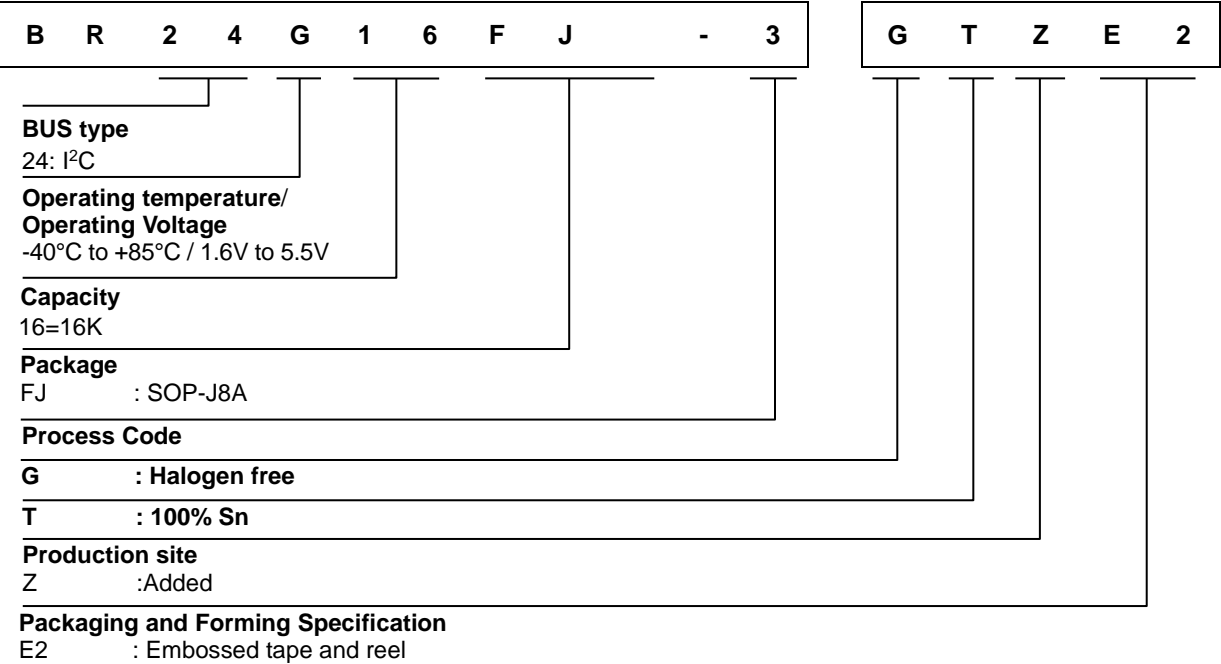 B R 2 4 G 1 6 F J - 3 G T Z E 2
BUS type
24: I²C
Operating temperature/
Operating Voltage
-40°C to +85°C / 1.6V to 5.5V
Capacity
16=16K
Package
FJ : SOP-J8A
Process Code
G : Halogen free
T : 100% Sn
Production site
Z :Added
Packaging and Forming Specification
E2 : Embossed tape and reel